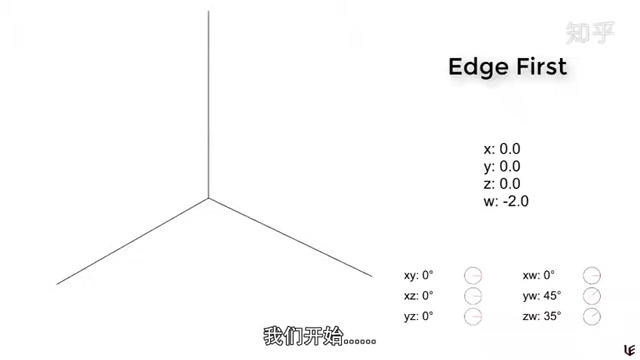 知乎
Edge First
x: 0.0
y: 0.0
z: 0.0
w: -2.0
xy: 0° xw: 0°
xz: 0° yw: 45°
yz: 0° zw: 35°
我们开始......